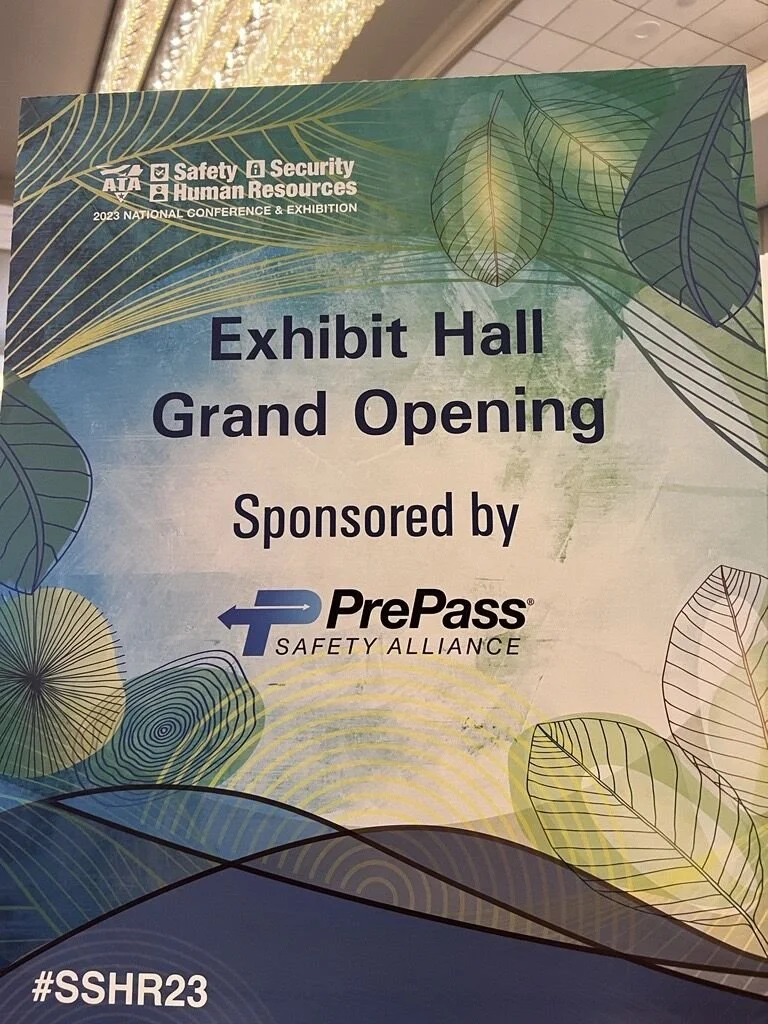 ATA Safety Security
Human Resources
2023 NATIONAL CONFERENCE & EXHIBITION
Exhibit Hall
Grand Opening
Sponsored by
PrePass®
SAFETY ALLIANCE
#SSHR23